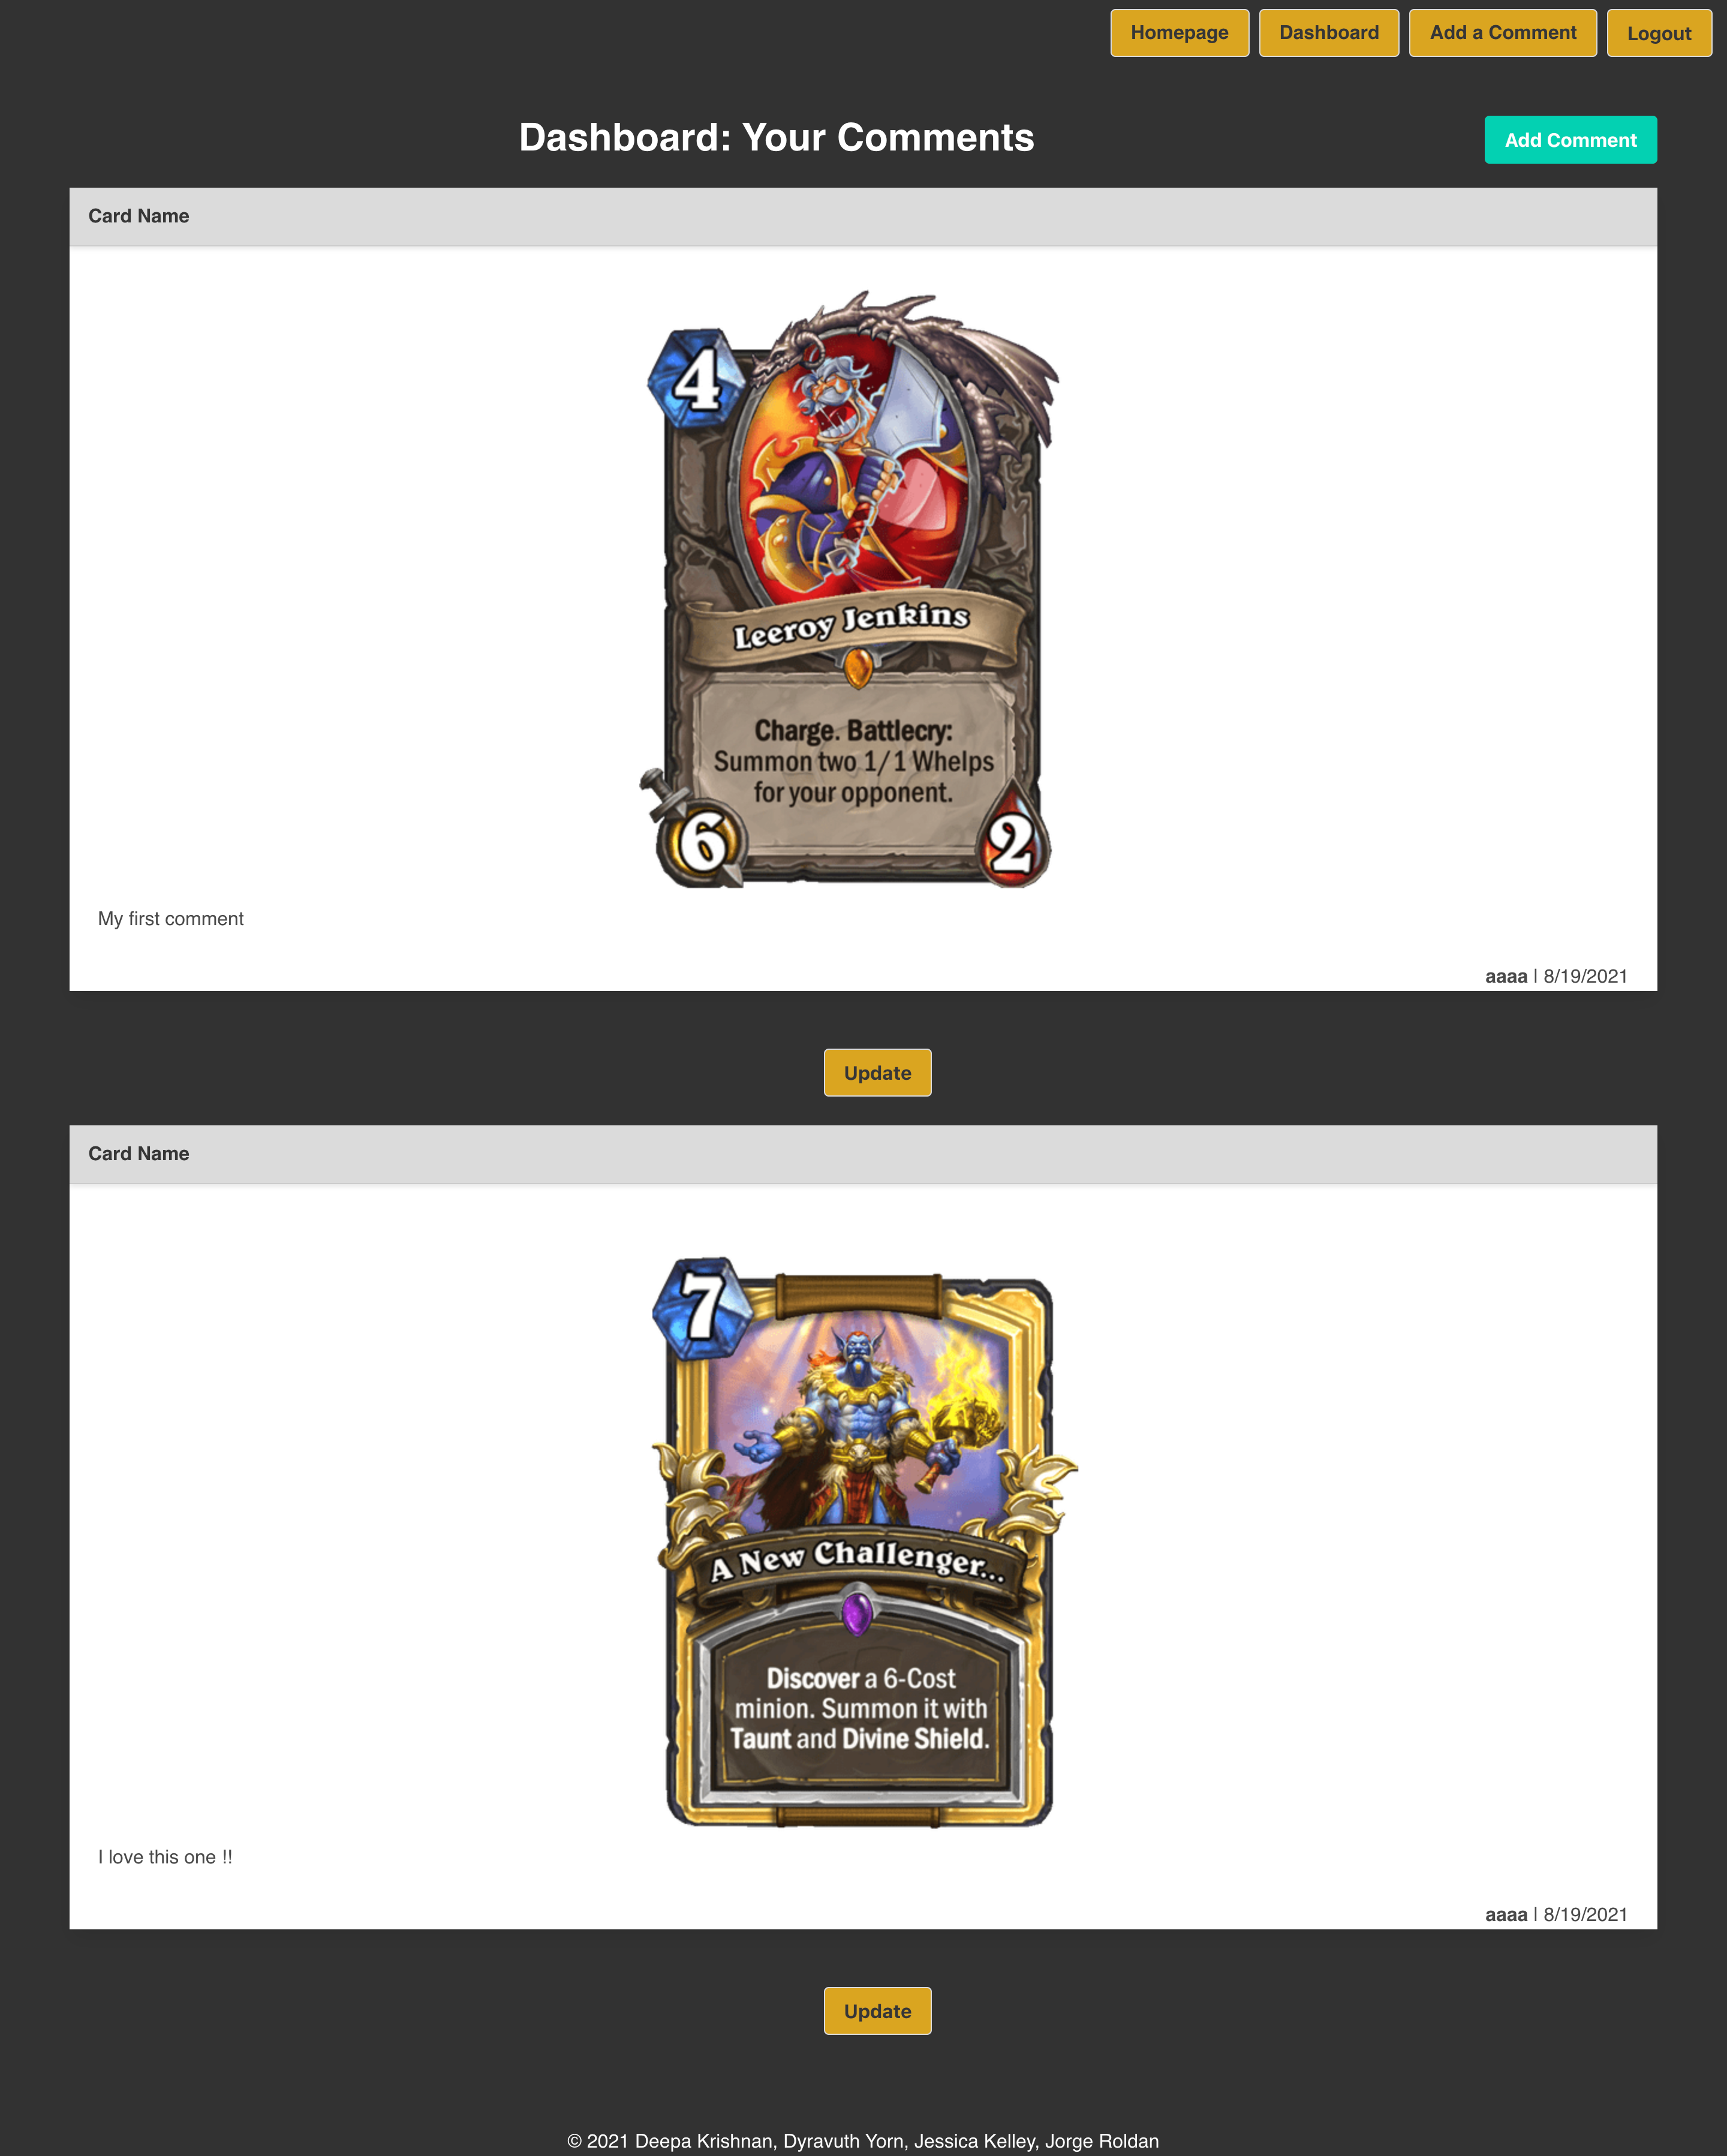 Homepage Dashboard Add a Comment Logout
Dashboard: Your Comments
Add Comment
Card Name
4
Leeroy Jenkins
Charge. Battlecry:
Summon two 1/1 Whelps
for your opponent.
6 2
My first comment
aaaa | 8/19/2021
Update
Card Name
7
A New Challenger...
Discover a 6-Cost
minion. Summon it with
Taunt and Divine Shield.
I love this one !!
aaaa | 8/19/2021
Update
© 2021 Deepa Krishnan, Dyravuth Yorn, Jessica Kelley, Jorge Roldan